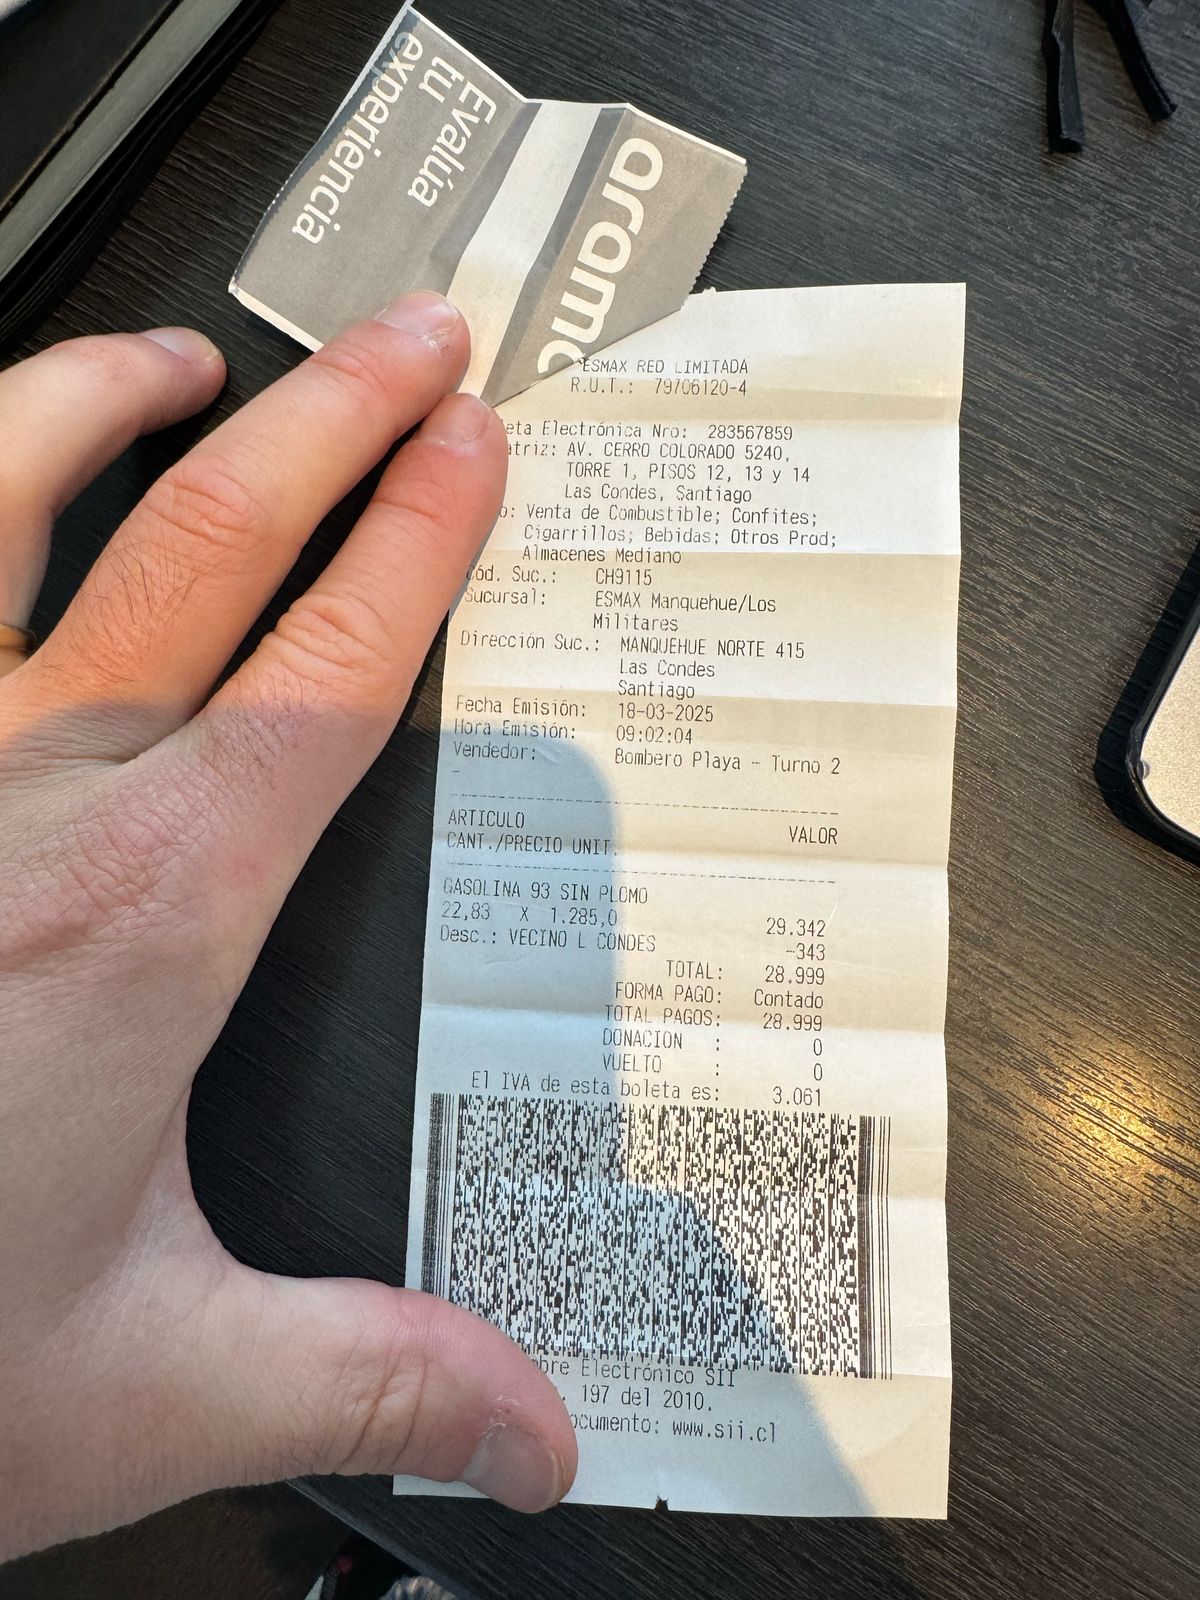 Evalúa
tu
experiencia
aramc
ESMAX RED LIMITADA
R.U.T.: 79706120-4
eta Electrónica Nro: 283567859
atriz: AV. CERRO COLORADO 5240,
TORRE 1, PISOS 12, 13 y 14
Las Condes, Santiago
o: Venta de Combustible; Confites;
Cigarrillos; Bebidas; Otros Prod;
Almacenes Mediano
Cód. Suc.: CH9115
Sucursal: ESMAX Manquehue/Los
Militares
Dirección Suc.: MANQUEHUE NORTE 415
Las Condes
Santiago
Fecha Emisión: 18-03-2025
Hora Emisión: 09:02:04
Vendedor: Bombero Playa - Turno 2
-
ARTICULO VALOR
CANT./PRECIO UNIT.
GASOLINA 93 SIN PLOMO
22,83 X 1.285,0 29.342
Desc.: VECINO L CONDES -343
TOTAL: 28.999
FORMA PAGO: Contado
TOTAL PAGOS: 28.999
DONACION : 0
VUELTO : 0
El IVA de esta boleta es: 3.061
mbre Electrónico SII
. 197 del 2010.
ocumento: www.sii.cl